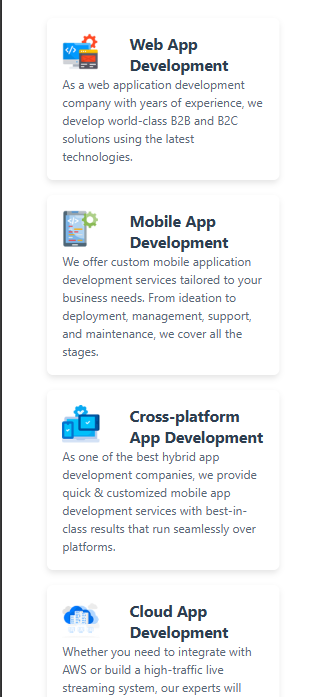 Web App
Development
As a web application development
company with years of experience, we
develop world-class B2B and B2C
solutions using the latest
technologies.
Mobile App
Development
We offer custom mobile application
development services tailored to your
business needs. From ideation to
deployment, management, support,
and maintenance, we cover all the
stages.
Cross-platform
App Development
As one of the best hybrid app
development companies, we provide
quick & customized mobile app
development services with best-in-
class results that run seamlessly over
platforms.
Cloud App
Development
Whether you need to integrate with
AWS or build a high-traffic live
streaming system, our experts will